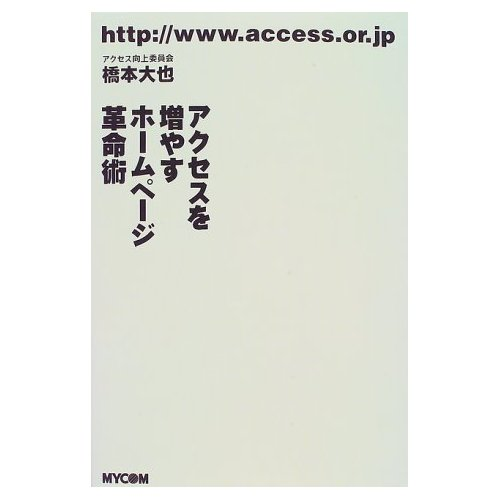 http://www.access.or.jp
アクセス向上委員会
橋本大也
アクセスを
増やす
ホームページ
革命術
MYCOM